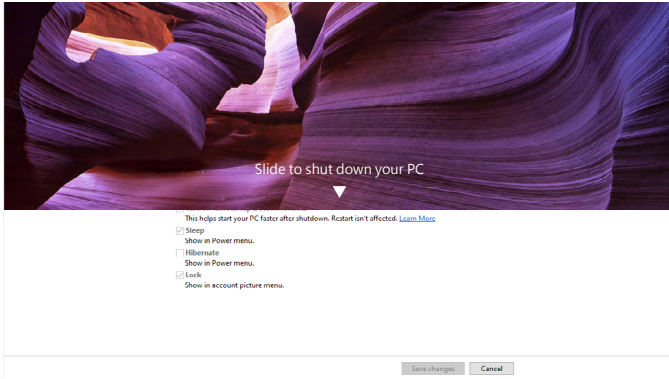 Slide to shut down your PC
This helps start your PC faster after shutdown. Restart isn't affected. Learn More
Sleep
Show in Power menu.
Hibernate
Show in Power menu.
Lock
Show in account picture menu.
Save changes Cancel